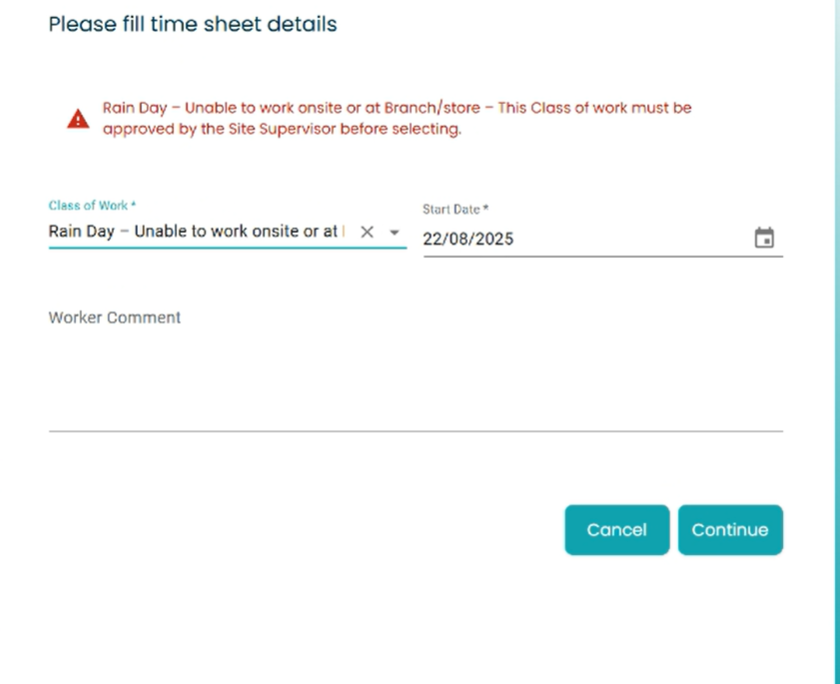 Please fill time sheet details
Rain Day – Unable to work onsite or at Branch/store – This Class of work must be
approved by the Site Supervisor before selecting.
Class of Work *
Rain Day – Unable to work onsite or at
Start Date *
22/08/2025
Worker Comment
Cancel
Continue